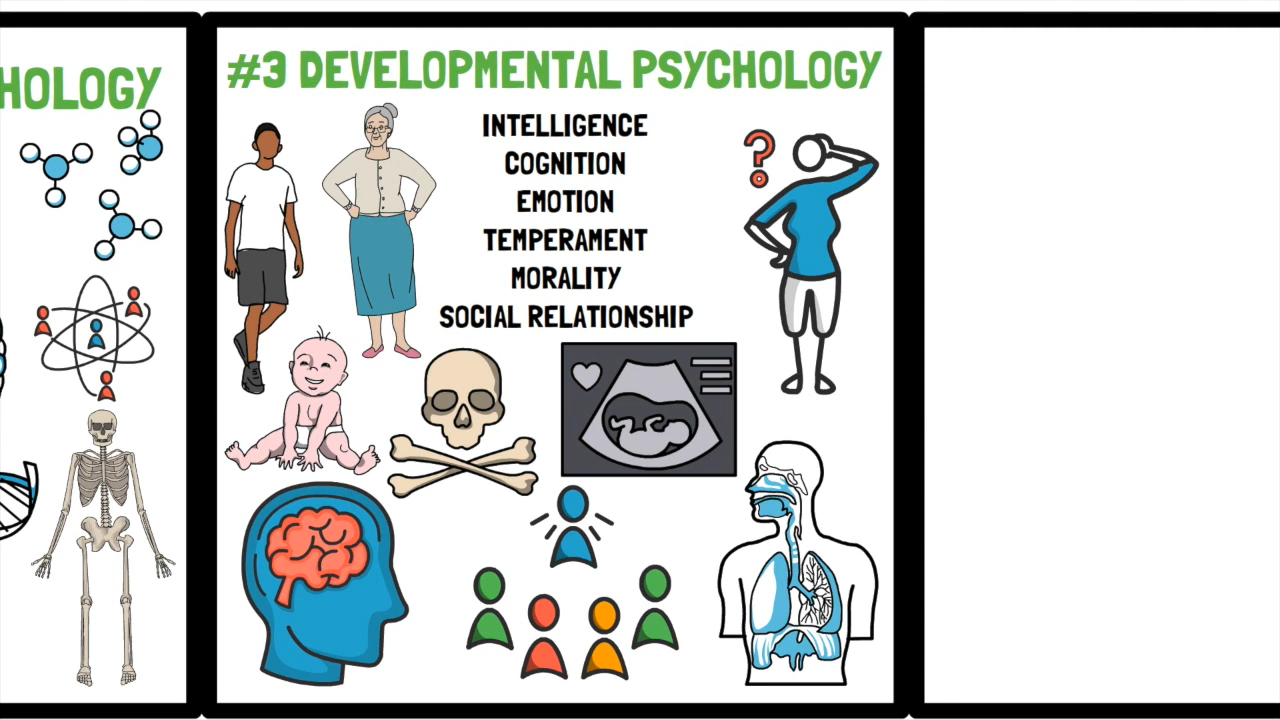 HOLOGY
#3 DEVELOPMENTAL PSYCHOLOGY
INTELLIGENCE
COGNITION
EMOTION
TEMPERAMENT
MORALITY
SOCIAL RELATIONSHIP
?